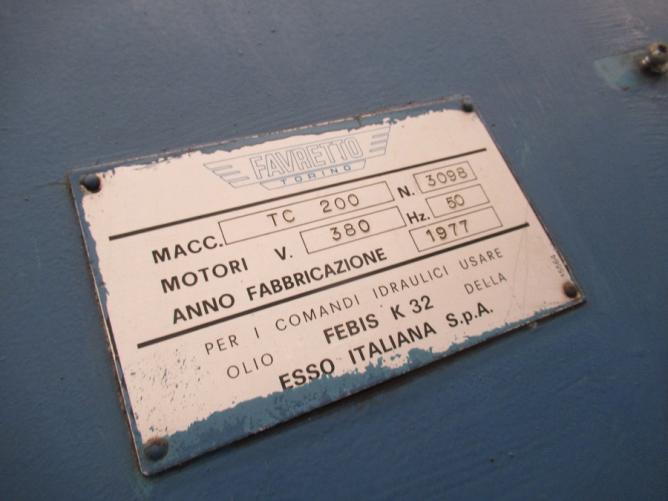 FAVRETTO
TORINO
MACC. TC 200 N. 3098
MOTORI V. 380 Hz. 50
ANNO FABBRICAZIONE 1977
PER I COMANDI IDRAULICI USARE
OLIO FEBIS K 32 DELLA
ESSO ITALIANA S.p.A.